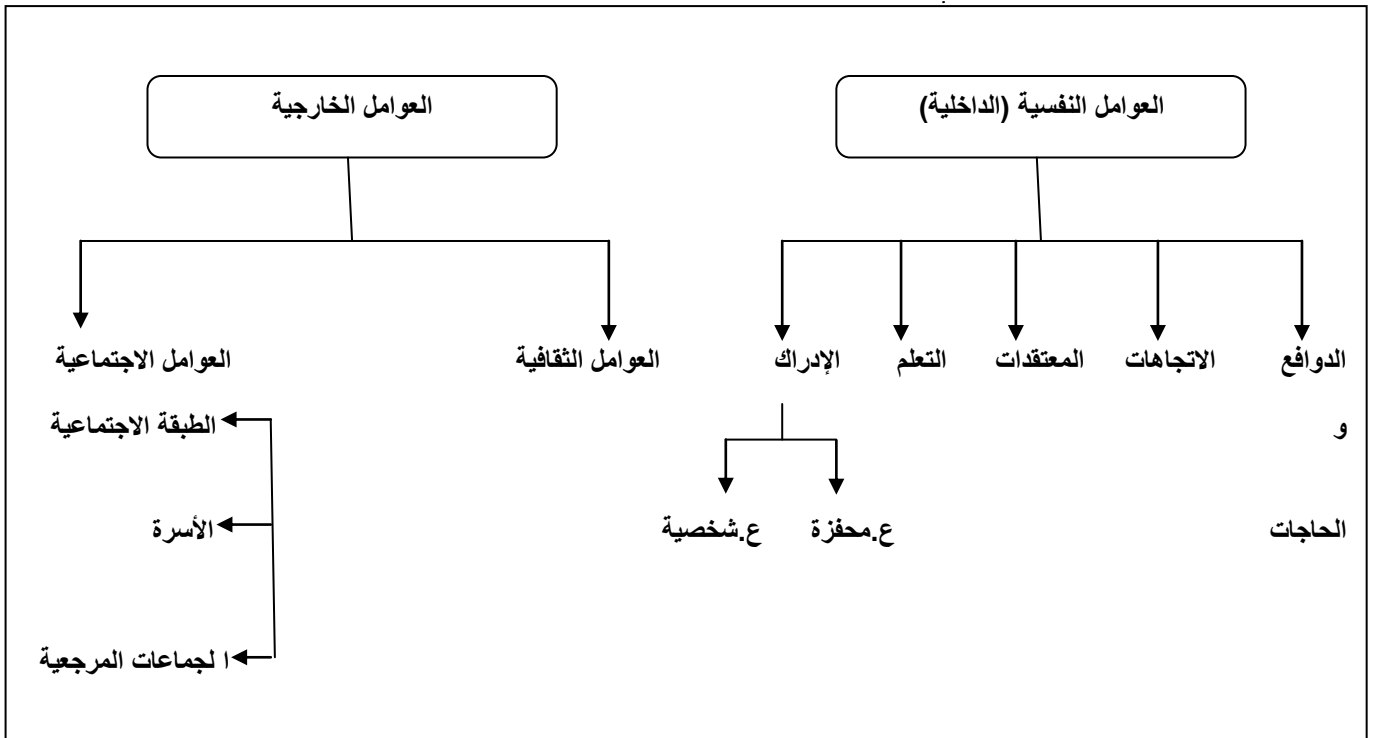 العوامل النفسية (الداخلية)
العوامل الخارجية
الدوافع
الاتجاهات
المعتقدات
التعلم
الإدراك
العوامل الثقافية
العوامل الاجتماعية
و
الطبقة الاجتماعية
الحاجات
ع.محفزة
ع.شخصية
الأسرة
ا لجماعات المرجعية